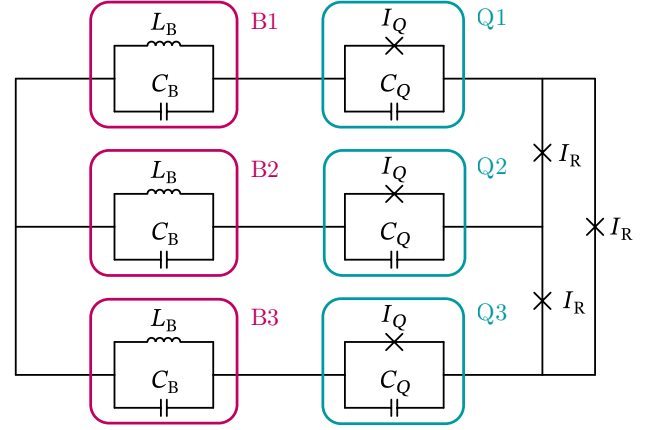 L_B B1 I_Q Q1
C_B C_Q
I_R
L_B B2 I_Q Q2
C_B C_Q I_R
L_B B3 I_Q Q3
I_R
C_B C_Q